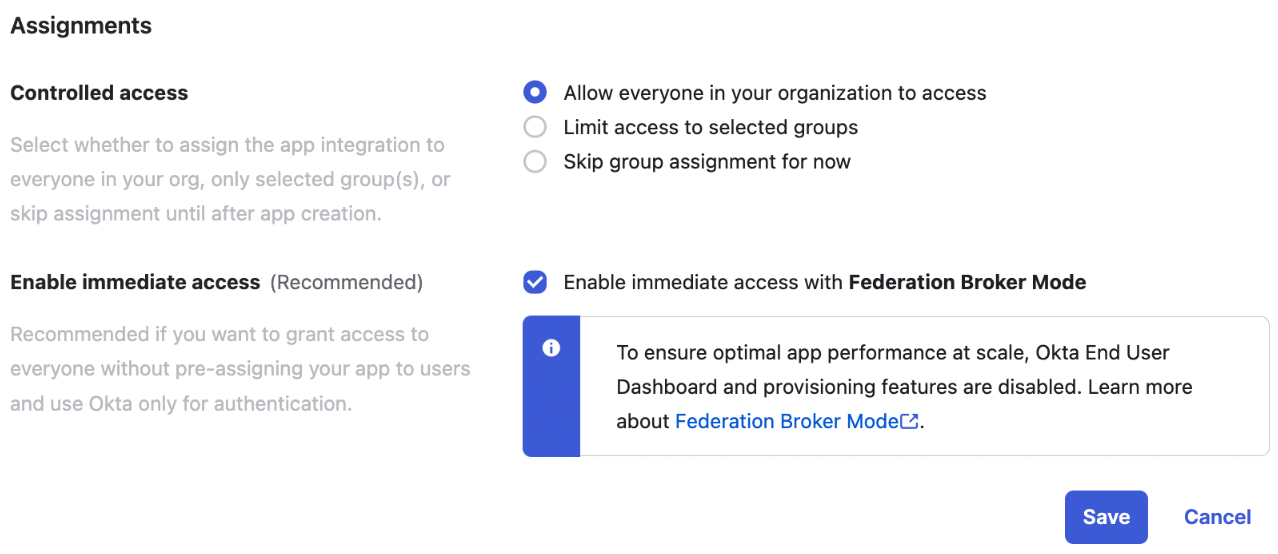 Assignments
Controlled access
Select whether to assign the app integration to
everyone in your org, only selected group(s), or
skip assignment until after app creation.
Allow everyone in your organization to access
Limit access to selected groups
Skip group assignment for now
Enable immediate access (Recommended)
Recommended if you want to grant access to
everyone without pre-assigning your app to users
and use Okta only for authentication.
Enable immediate access with Federation Broker Mode
To ensure optimal app performance at scale, Okta End User
Dashboard and provisioning features are disabled. Learn more
about Federation Broker Mode.
Save
Cancel